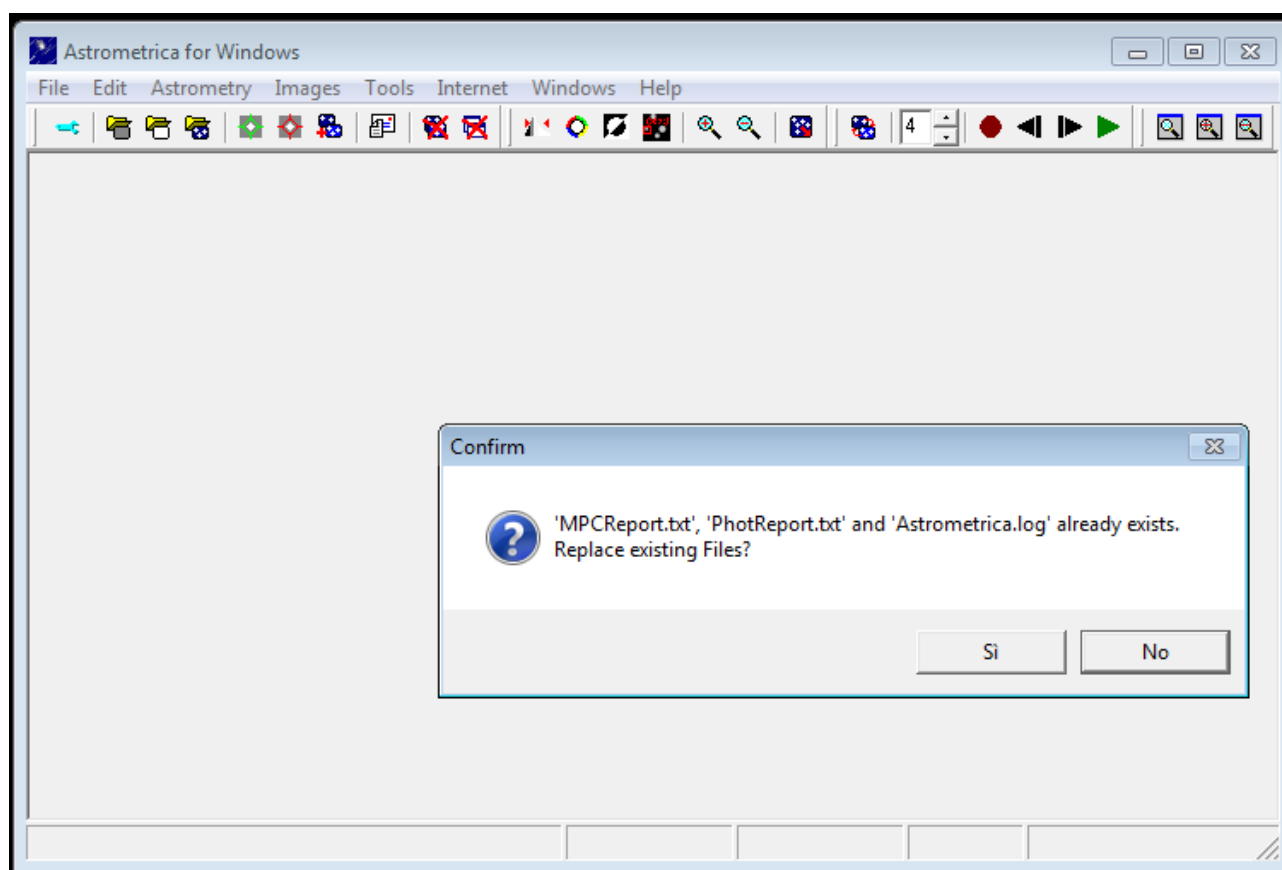 Astrometrica for Windows
File Edit Astrometry Images Tools Internet Windows Help
4
Confirm
'MPCReport.txt', 'PhotReport.txt' and 'Astrometrica.log' already exists.
Replace existing Files?
Sì No